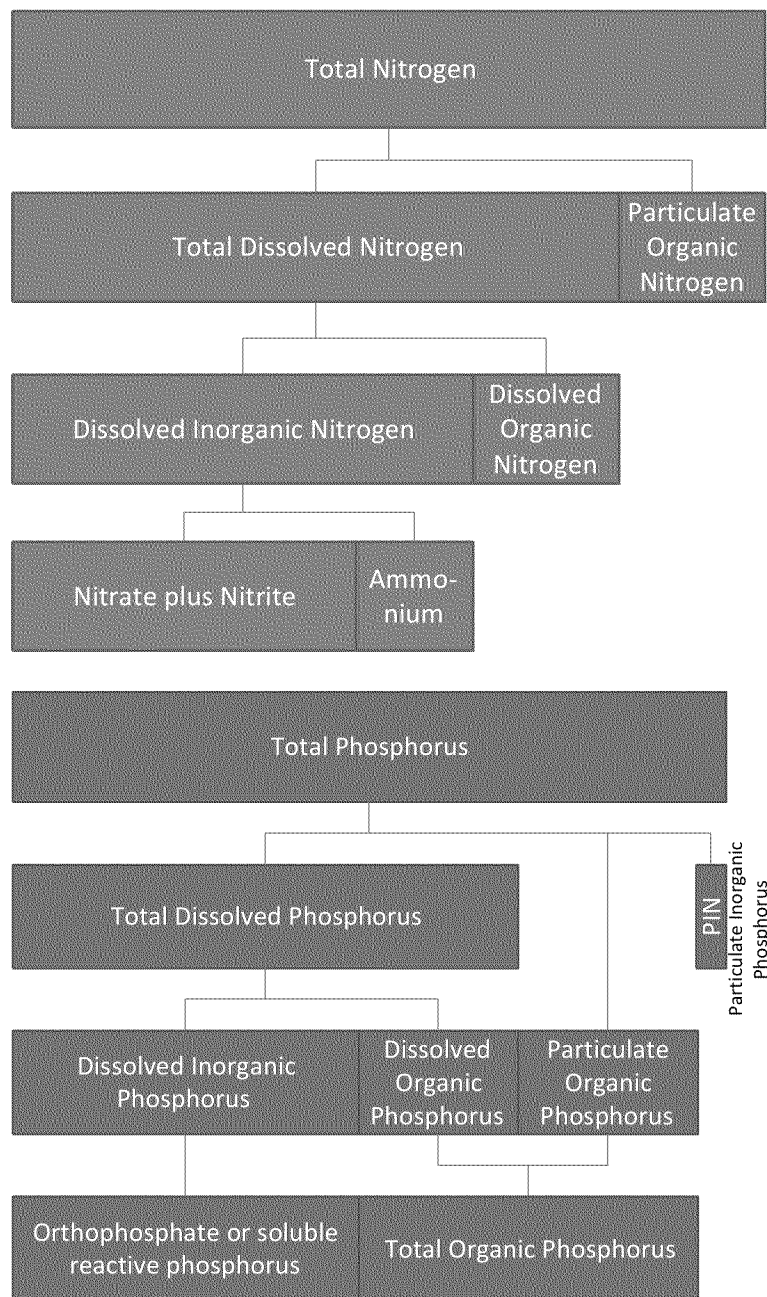 Total Nitrogen
Total Dissolved Nitrogen
Particulate
Organic
Nitrogen
Dissolved Inorganic Nitrogen
Dissolved
Organic
Nitrogen
Nitrate plus Nitrite
Ammo-
nium
Total Phosphorus
Total Dissolved Phosphorus
PIN
Particulate Inorganic
Phosphorus
Dissolved Inorganic
Phosphorus
Dissolved
Organic
Phosphorus
Particulate
Organic
Phosphorus
Orthophosphate or soluble
reactive phosphorus
Total Organic Phosphorus